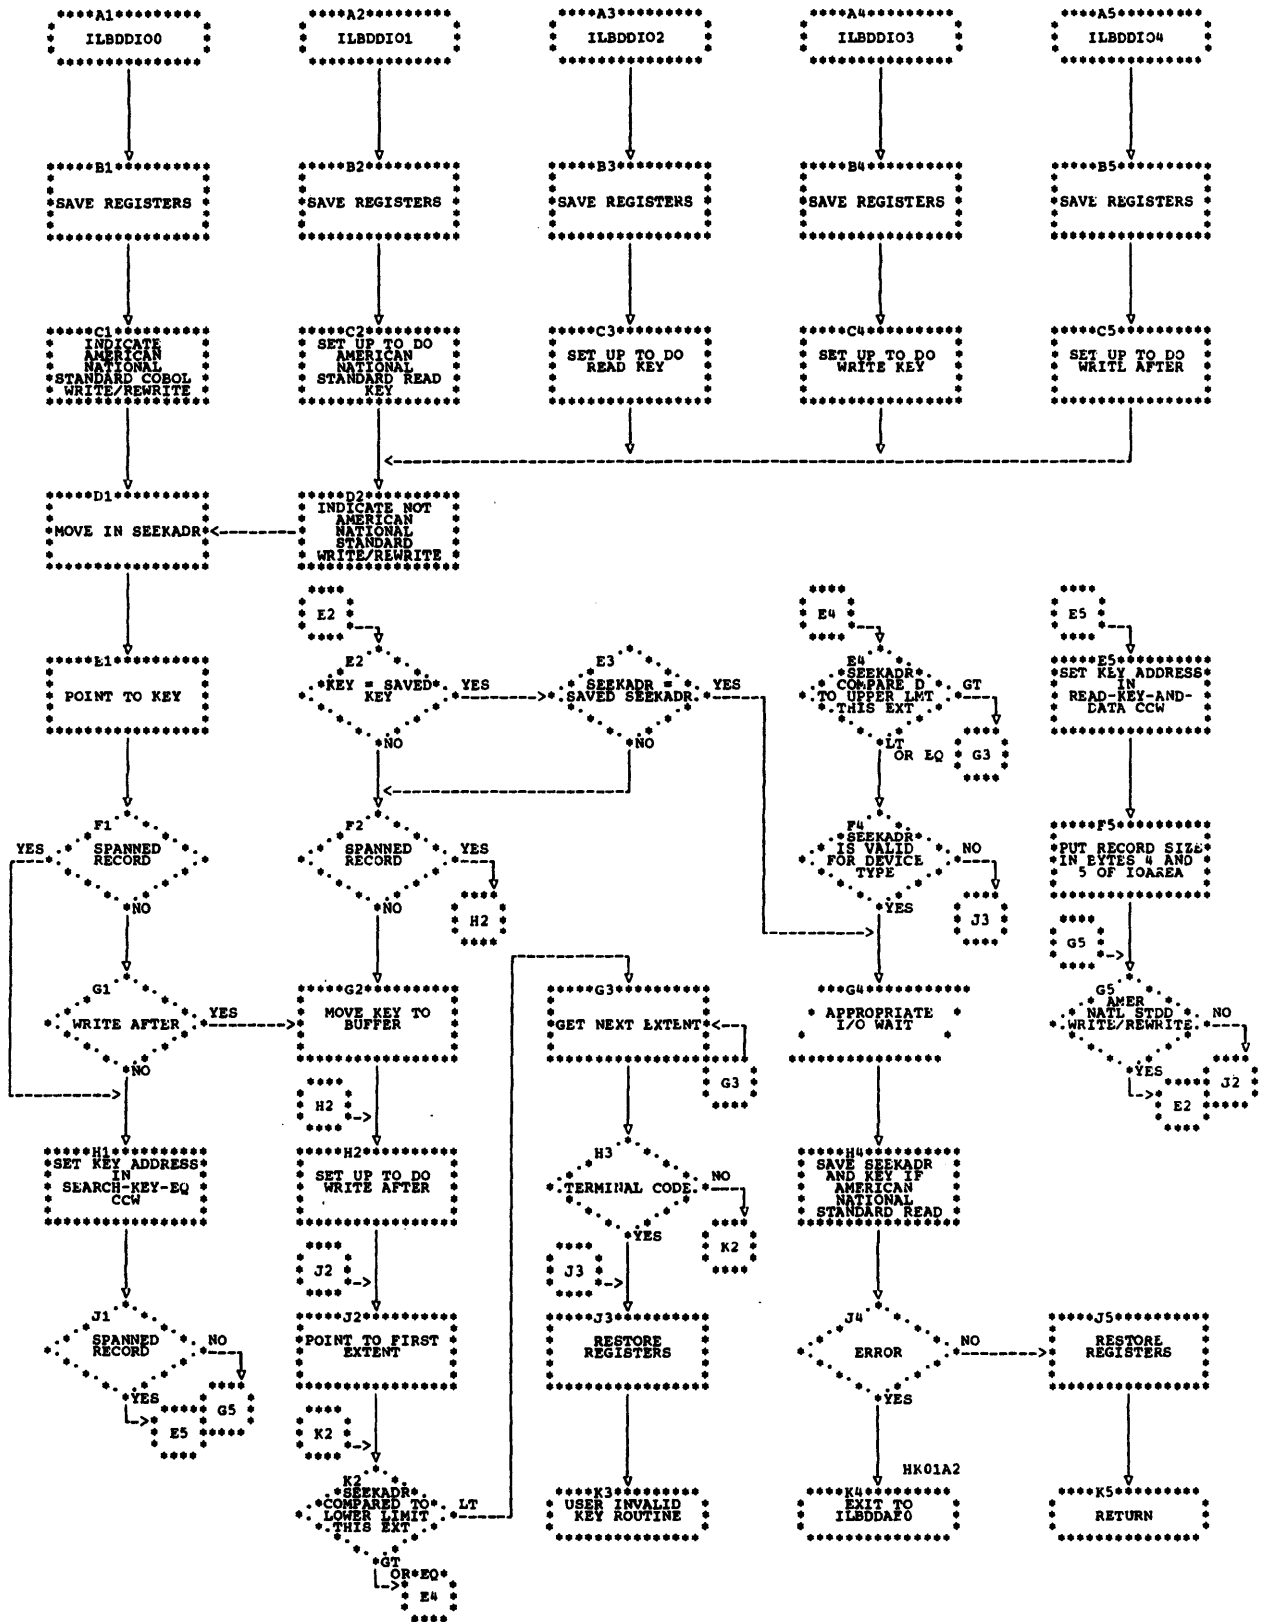 A1
ILBDDIO0
A2
ILBDDIO1
A3
ILBDDIO2
A4
ILBDDIO3
A5
ILBDDIO4
B1
SAVE REGISTERS
B2
SAVE REGISTERS
B3
SAVE REGISTERS
B4
SAVE REGISTERS
B5
SAVE REGISTERS
C1
INDICATE
AMERICAN
NATIONAL
STANDARD COBOL
WRITE/REWRITE
C2
SET UP TO DO
AMERICAN
NATIONAL
STANDARD READ
KEY
C3
SET UP TO DO
READ KEY
C4
SET UP TO DO
WRITE KEY
C5
SET UP TO DO
WRITE AFTER
D1
MOVE IN SEEKADR
D2
INDICATE NOT
AMERICAN
NATIONAL
STANDARD
WRITE/REWRITE
E2
E4
E5
E1
POINT TO KEY
E2
KEY = SAVED
KEY
YES
NO
E3
SEEKADR =
SAVED SEEKADR
YES
NO
E4
SEEKADR
COMPARE D
TO UPPER LMT
THIS EXT
GT
LT
OR EQ
G3
E5
SET KEY ADDRESS
IN
READ-KEY-AND-
DATA CCW
F1
SPANNED
RECORD
YES
NO
F2
SPANNED
RECORD
YES
NO
H2
F4
SEEKADR
IS VALID
FOR DEVICE
TYPE
NO
YES
J3
F5
PUT RECORD SIZE
IN BYTES 4 AND
5 OF IOAREA
G5
G1
WRITE AFTER
YES
NO
G2
MOVE KEY TO
BUFFER
G3
GET NEXT EXTENT
G3
G4
APPROPRIATE
I/O WAIT
G5
AMER
NATL STDD
WRITE/REWRITE
NO
YES
J2
E2
H2
H1
SET KEY ADDRESS
IN
SEARCH-KEY-EQ
CCW
H2
SET UP TO DO
WRITE AFTER
H3
TERMINAL CODE
NO
YES
K2
H4
SAVE SEEKADR
AND KEY IF
AMERICAN
NATIONAL
STANDARD READ
J2
J3
J1
SPANNED
RECORD
NO
YES
G5
E5
J2
POINT TO FIRST
EXTENT
J3
RESTORE
REGISTERS
J4
ERROR
NO
YES
J5
RESTORE
REGISTERS
K2
HK01A2
K2
SEEKADR
COMPARED TO
LOWER LIMIT
THIS EXT
LT
GT
OR EQ
E4
K3
USER INVALID
KEY ROUTINE
K4
EXIT TO
ILBDDAE0
K5
RETURN